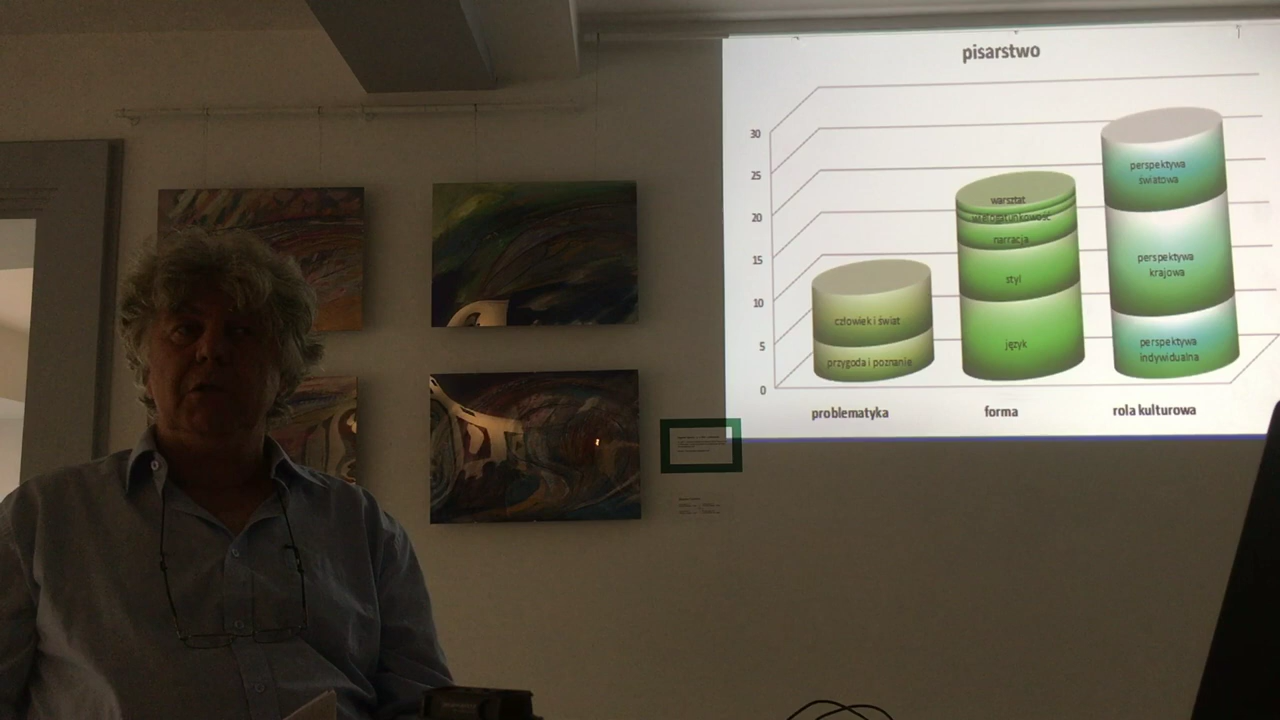 pisarstwo
30
25
20
15
10
5
0
człowiek i świat
przygoda i poznanie
warsztat
narracja
styl
język
perspektywa
światowa
perspektywa
krajowa
perspektywa
indywidualna
problematyka
forma
rola kulturowa